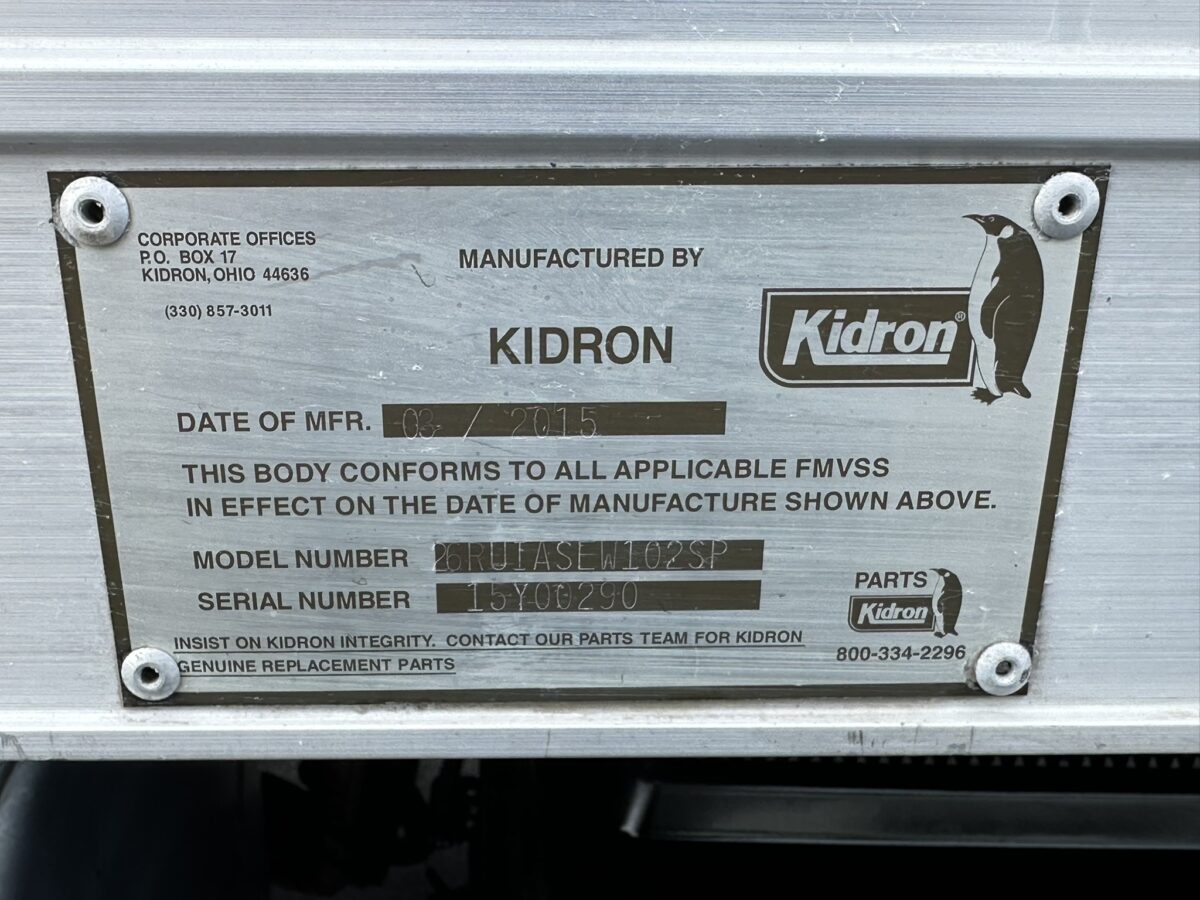 CORPORATE OFFICES
P.O. BOX 17
KIDRON, OHIO 44636
(330) 857-3011
MANUFACTURED BY
KIDRON
Kidron®
DATE OF MFR. 03 / 2015
THIS BODY CONFORMS TO ALL APPLICABLE FMVSS
IN EFFECT ON THE DATE OF MANUFACTURE SHOWN ABOVE.
MODEL NUMBER 26RUIASEW102SP
SERIAL NUMBER 15Y00290
INSIST ON KIDRON INTEGRITY. CONTACT OUR PARTS TEAM FOR KIDRON
GENUINE REPLACEMENT PARTS
PARTS
Kidron
800-334-2296